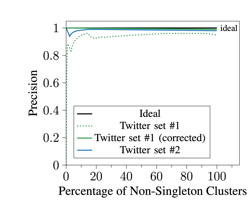 1
0.8
0.6
0.4
0.2
0
Precision
ideal
Ideal
Twitter set #1
Twitter set #1 (corrected)
Twitter set #2
0 20 40 60 80 100
Percentage of Non-Singleton Clusters